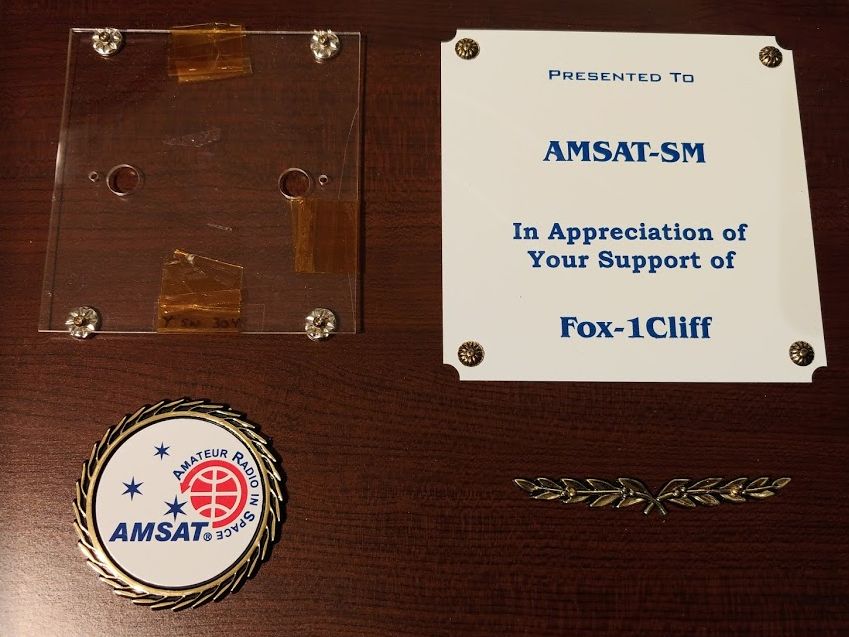 Presented To
AMSAT-SM
In Appreciation of
Your Support of
Fox-1Cliff
Amateur Radio in Space
AMSAT®